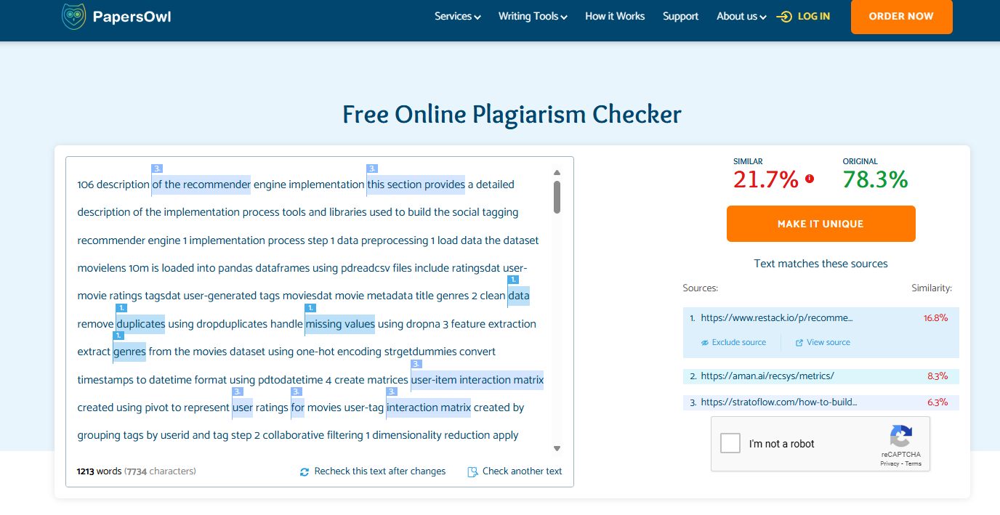 PapersOwl
Services
Writing Tools
How it Works
Support
About us
LOG IN
ORDER NOW
Free Online Plagiarism Checker
3. 3.
106 description of the recommender engine implementation this section provides a detailed
description of the implementation process tools and libraries used to build the social tagging
recommender engine 1 implementation process step 1 data preprocessing 1 load data the dataset
movielens 10m is loaded into pandas dataframes using pdreadcsv files include ratingsdat user-
1.
movie ratings tagsdat user-generated tags moviesdat movie metadata title genres 2 clean data
1. 1.
remove duplicates using dropduplicates handle missing values using dropna 3 feature extraction
1.
extract genres from the movies dataset using one-hot encoding strgetdummies convert
3.
timestamps to datetime format using pdtodatetime 4 create matrices user-item interaction matrix
3. 3. 3.
created using pivot to represent user ratings for movies user-tag interaction matrix created by
grouping tags by userid and tag step 2 collaborative filtering 1 dimensionality reduction apply
1213 words (7734 characters)
Recheck this text after changes
Check another text
SIMILAR
21.7%
ORIGINAL
78.3%
MAKE IT UNIQUE
Text matches these sources
Sources: Similarity:
1. https://www.restack.io/p/recomme... 16.8%
Exclude source View source
2. https://aman.ai/recsys/metrics/ 8.3%
3. https://stratoflow.com/how-to-build... 6.3%
I'm not a robot
reCAPTCHA
Privacy - Terms